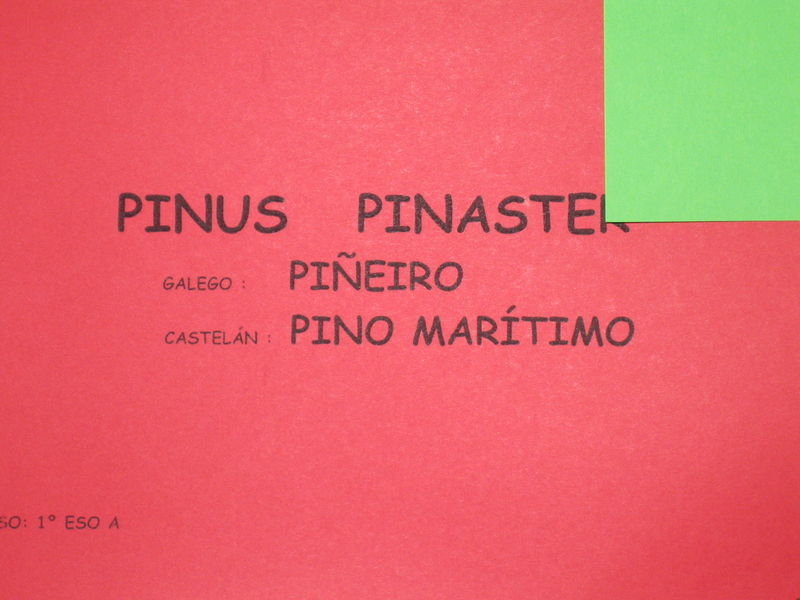 PINUS PINASTER
GALEGO : PIÑEIRO
CASTELÁN : PINO MARÍTIMO
SO: 1º ESO A